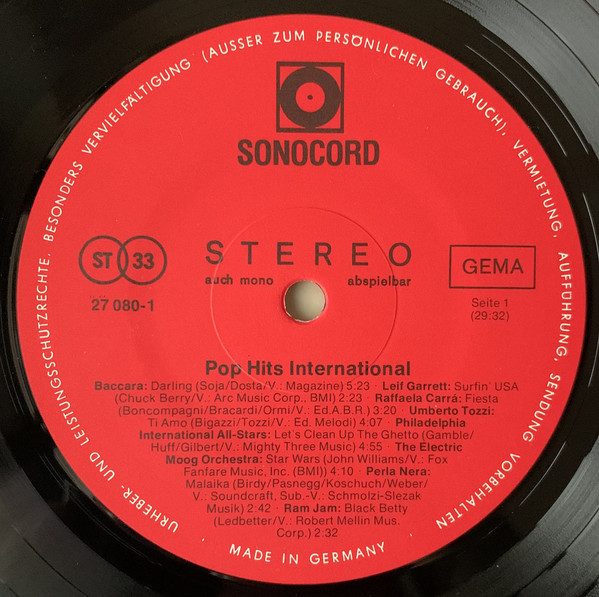 URHEBER- UND LEISTUNGSSCHUTZRECHTE, BESONDERS VERVIELFÄLTIGUNG (AUSSER ZUM PERSÖNLICHEN GEBRAUCH), VERMIETUNG, AUFFÜHRUNG, SENDUNG VORBEHALTEN
SONOCORD
ST 33
STEREO
GEMA
auch mono abspielbar
27 080-1
Seite 1
(29:32)
Pop Hits International
Baccara: Darling (Soja/Dosta/V.: Magazine) 5:23 · Leif Garrett: Surfin' USA
(Chuck Berry/V.: Arc Music Corp., BMI) 2:23 · Raffaela Carrá: Fiesta
(Boncompagni/Bracardi/Ormi/V.: Ed.A.B.R.) 3:20 · Umberto Tozzi:
Ti Amo (Bigazzi/Tozzi/V.: Ed. Melodi) 4:07 · Philadelphia
International All-Stars: Let's Clean Up The Ghetto (Gamble/
Huff/Gilbert/V.: Mighty Three Music) 4:55 · The Electric
Moog Orchestra: Star Wars (John Williams/V.: Fox
Fanfare Music, Inc. (BMI)) 4:10 · Perla Nera:
Malaika (Birdy/Pasnegg/Koschuch/Weber/
V.: Soundcraft, Sub.-V.: Schmolzi-Slezak
Musik) 2:42 · Ram Jam: Black Betty
(Ledbetter/V.: Robert Mellin Mus.
Corp.) 2:32
· MADE IN GERMANY ·